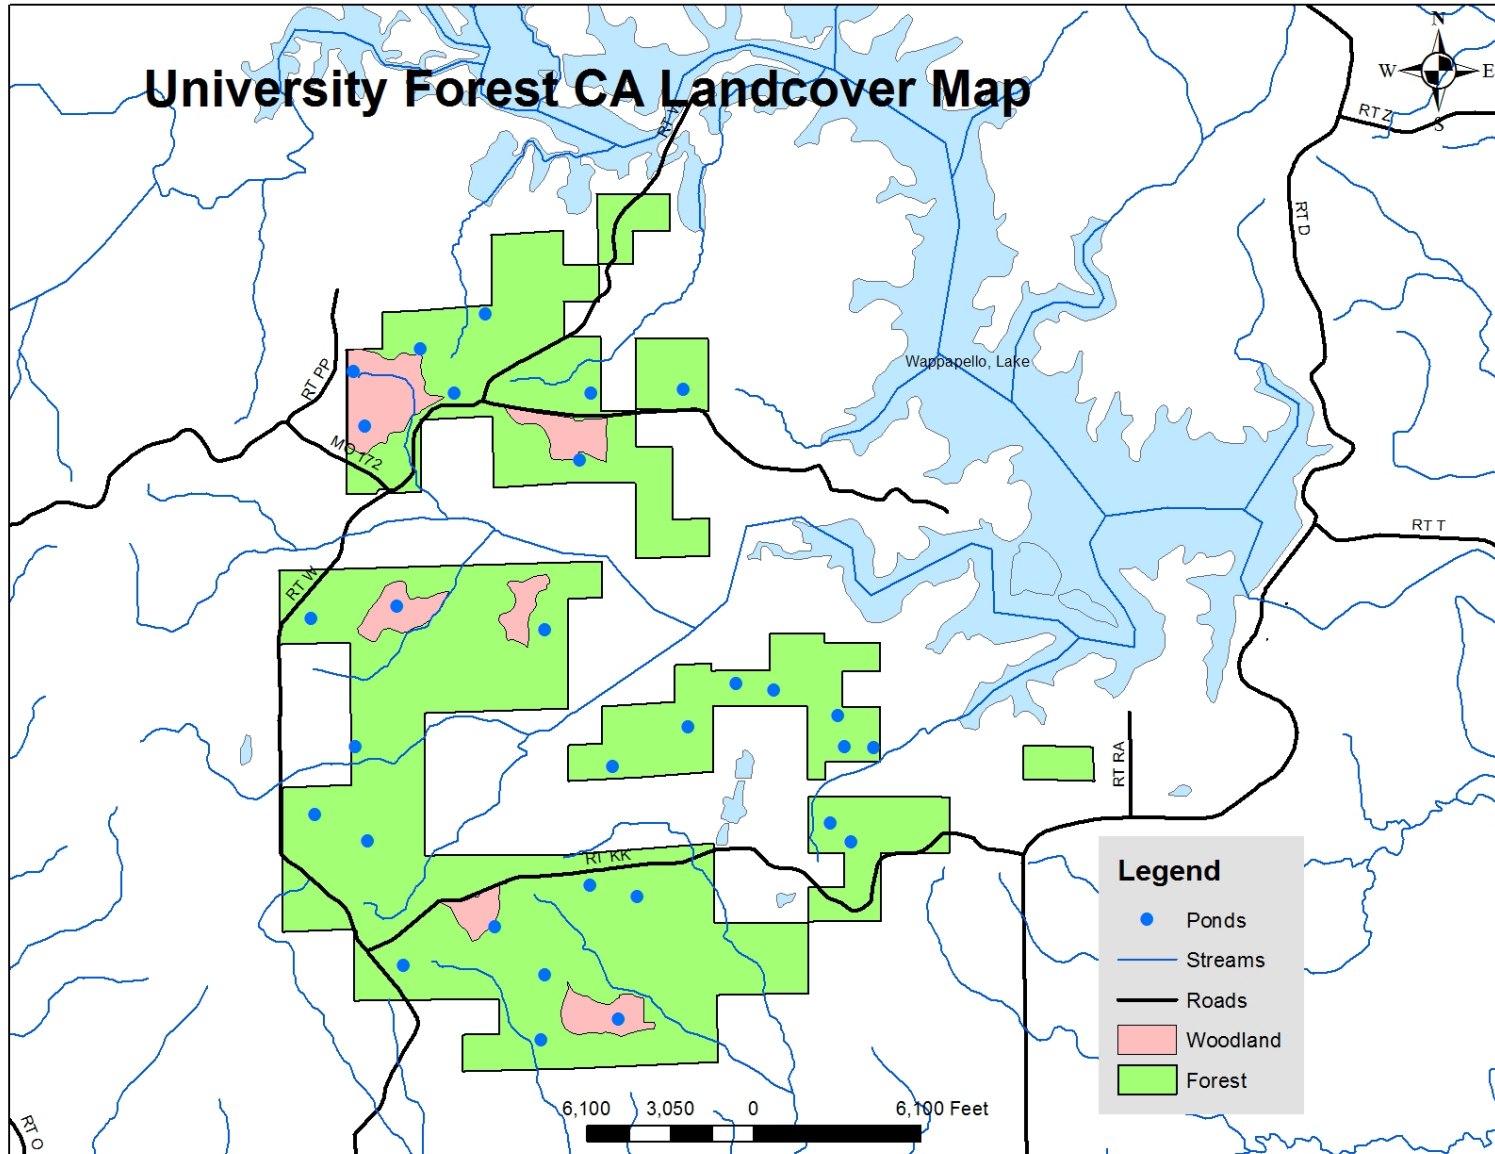 University Forest CA Landcover Map
N
W
E
S
RT Z
RT D
RT PP
MO 172
Wappapello, Lake
RT T
RT W
RT RA
RT KK
Legend
Ponds
Streams
Roads
Woodland
Forest
6,100 3,050 0 6,100 Feet
RT O